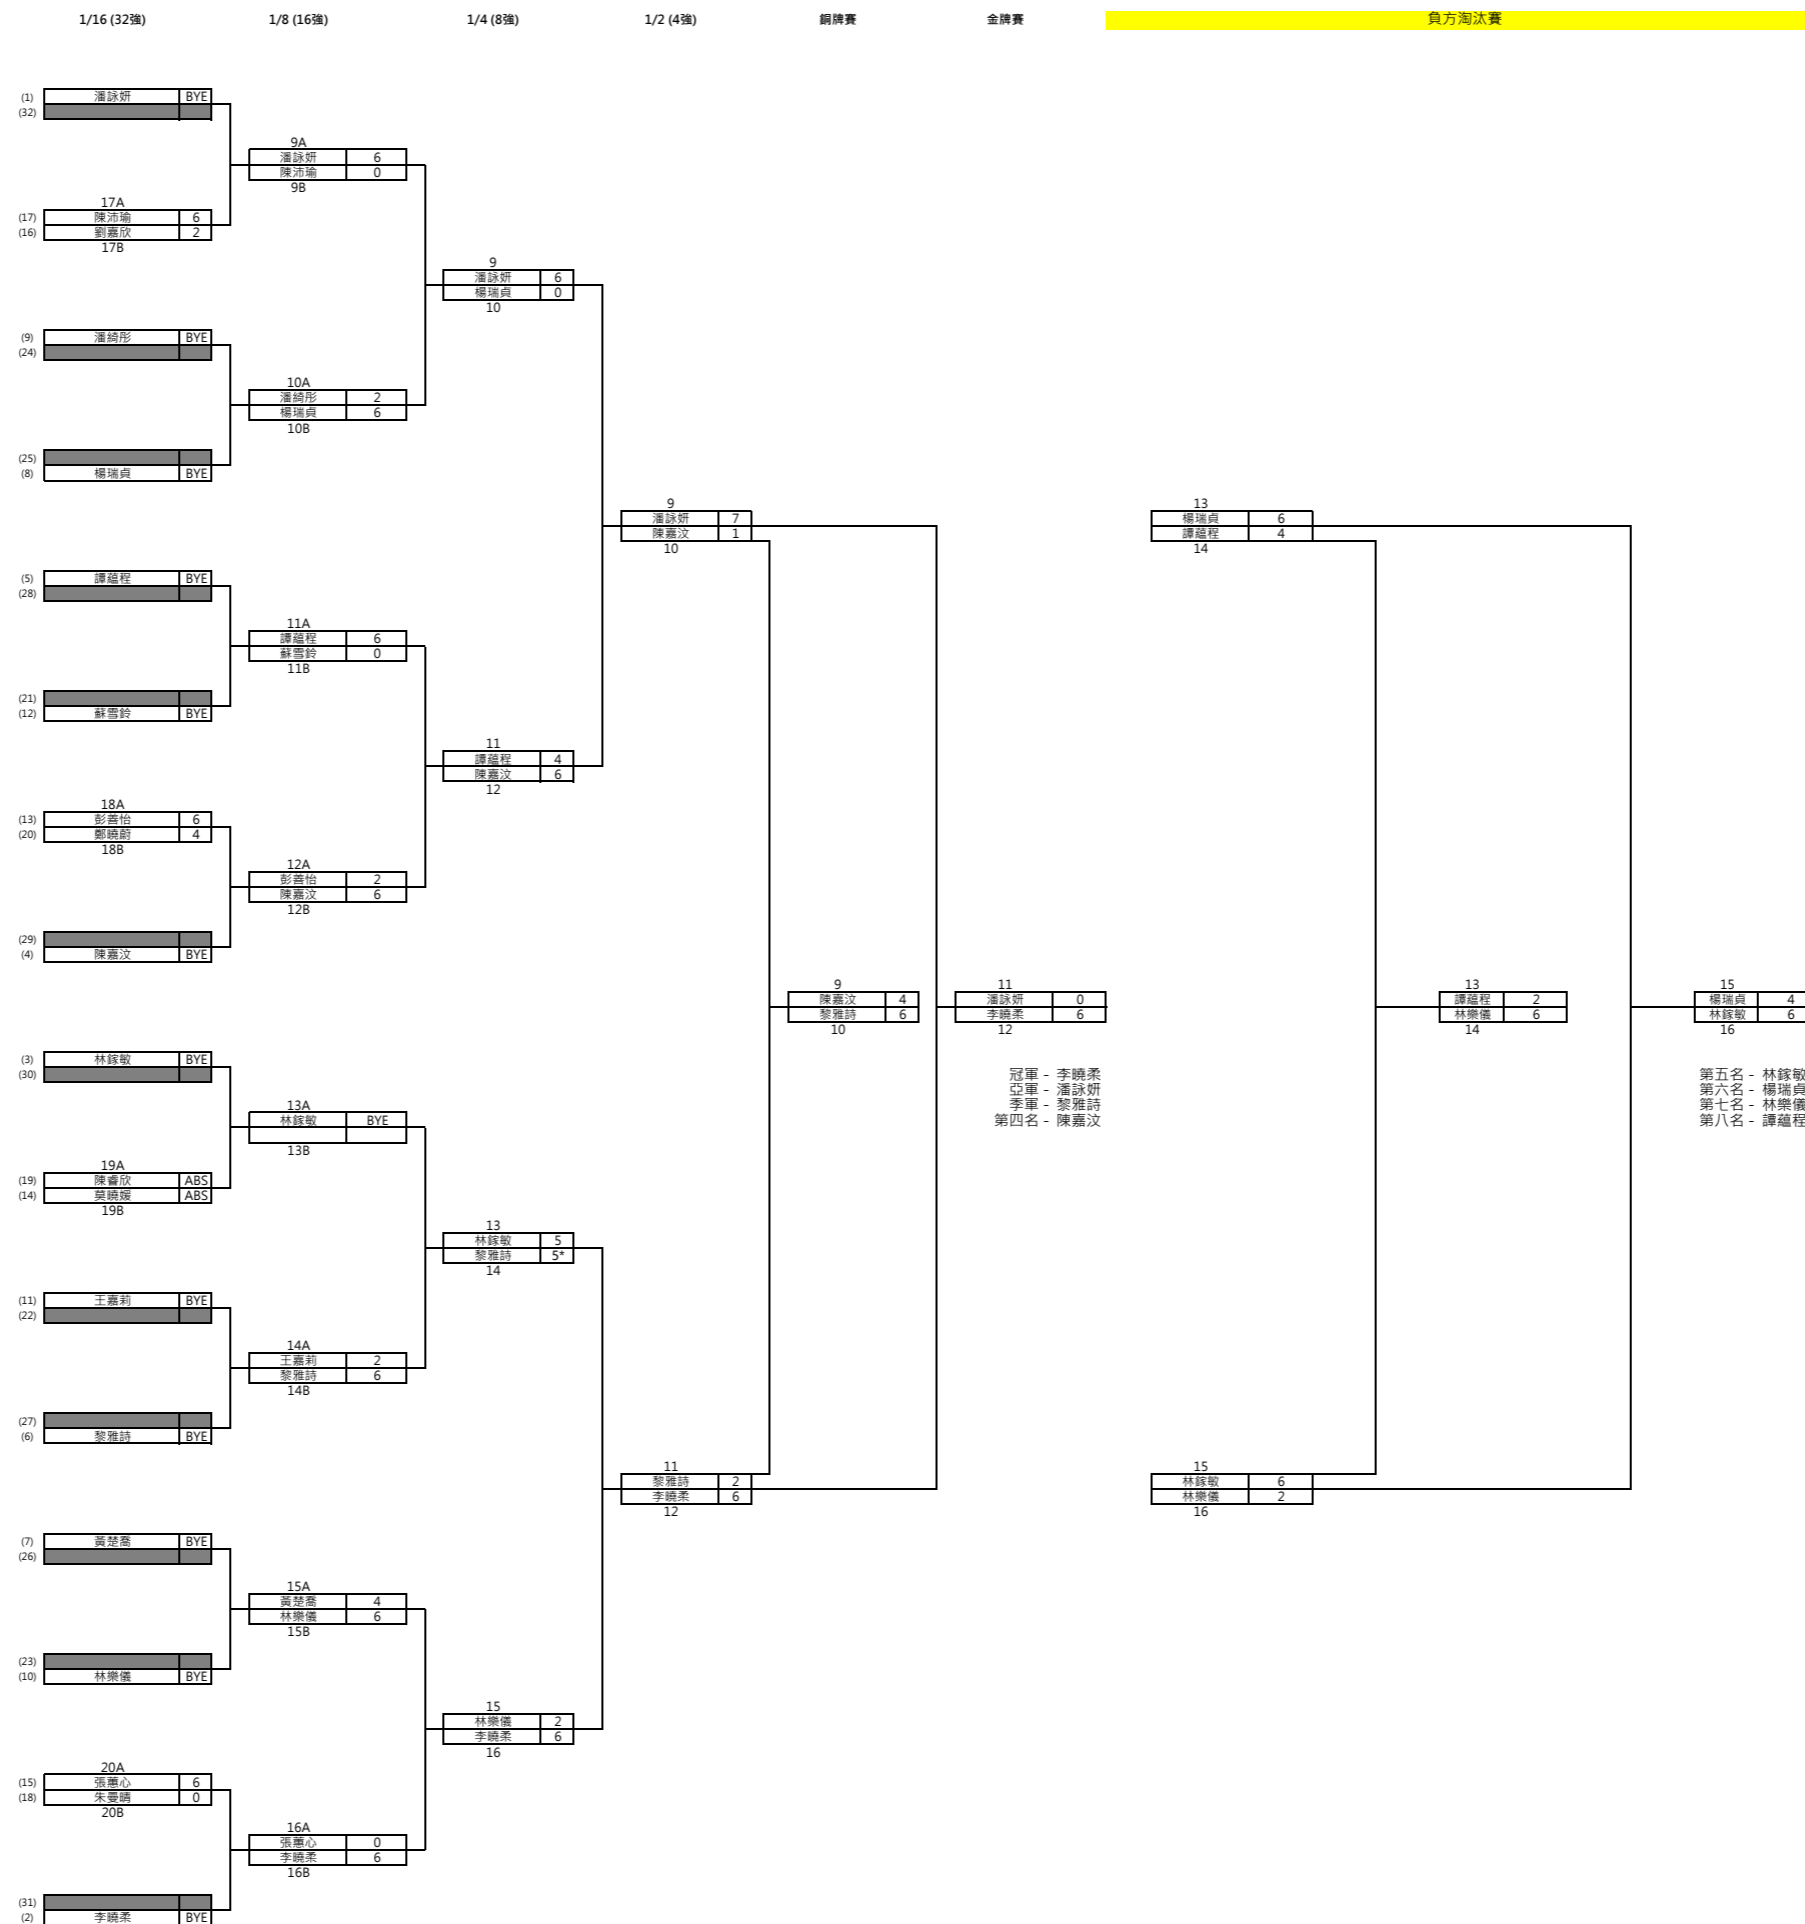 1/16 (32強) 1/8 (16強) 1/4 (8強) 1/2 (4強) 銅牌賽 金牌賽 負方淘汰賽
(1) 潘詠妍 BYE
(32)
9A
潘詠妍 6
陳沛瑜 0
9B
17A
(17) 陳沛瑜 6
(16) 劉嘉欣 2
17B
9
潘詠妍 6
楊瑞貞 0
10
(9) 潘綺彤 BYE
(24)
10A
潘綺彤 2
楊瑞貞 6
10B
(25)
(8) 楊瑞貞 BYE
9 13
潘詠妍 7 楊瑞貞 6
陳嘉汶 1 譚蘊程 4
10 14
(5) 譚蘊程 BYE
(28)
11A
譚蘊程 6
蘇雪鈴 0
11B
(21)
(12) 蘇雪鈴 BYE
11
譚蘊程 4
陳嘉汶 6
12
18A
(13) 彭善怡 6
(20) 鄭曉蔚 4
18B
12A
彭善怡 2
陳嘉汶 6
12B
(29)
(4) 陳嘉汶 BYE
9 11 13 15
陳嘉汶 4 潘詠妍 0 譚蘊程 2 楊瑞貞 4
黎雅詩 6 李曉柔 6 林樂儀 6 林鎵敏 6
10 12 14 16
(3) 林鎵敏 BYE
(30)
冠軍 - 李曉柔 第五名 - 林鎵敏
亞軍 - 潘詠妍 第六名 - 楊瑞貞
季軍 - 黎雅詩 第七名 - 林樂儀
第四名 - 陳嘉汶 第八名 - 譚蘊程
13A
林鎵敏 BYE
13B
19A
(19) 陳睿欣 ABS
(14) 莫曉媛 ABS
19B
13
林鎵敏 5
黎雅詩 5*
14
(11) 王嘉莉 BYE
(22)
14A
王嘉莉 2
黎雅詩 6
14B
(27)
(6) 黎雅詩 BYE
11 15
黎雅詩 2 林鎵敏 6
李曉柔 6 林樂儀 2
12 16
(7) 黃楚喬 BYE
(26)
15A
黃楚喬 4
林樂儀 6
15B
(23)
(10) 林樂儀 BYE
15
林樂儀 2
李曉柔 6
16
20A
(15) 張蕙心 6
(18) 朱曼晴 0
20B
16A
張蕙心 0
李曉柔 6
16B
(31)
(2) 李曉柔 BYE